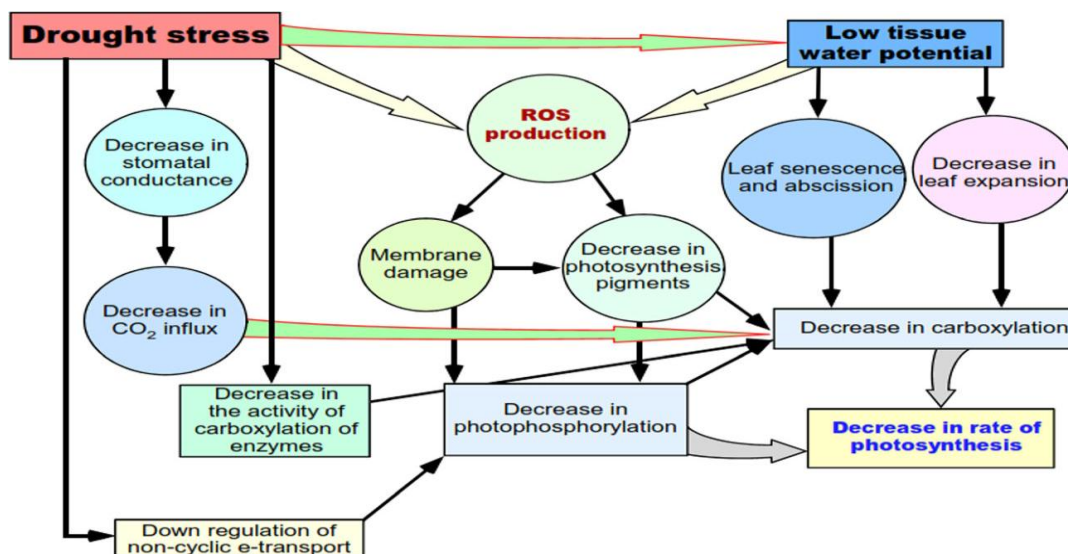 Drought stress
Low tissue
water potential
ROS
production
Decrease in
stomatal
conductance
Leaf senescence
and abscission
Decrease in
leaf expansion
Membrane
damage
Decrease in
photosynthesis
pigments
Decrease in
CO₂ influx
Decrease in carboxylation
Decrease in
the activity of
carboxylation of
enzymes
Decrease in
photophosphorylation
Decrease in rate of
photosynthesis
Down regulation of
non-cyclic e-transport